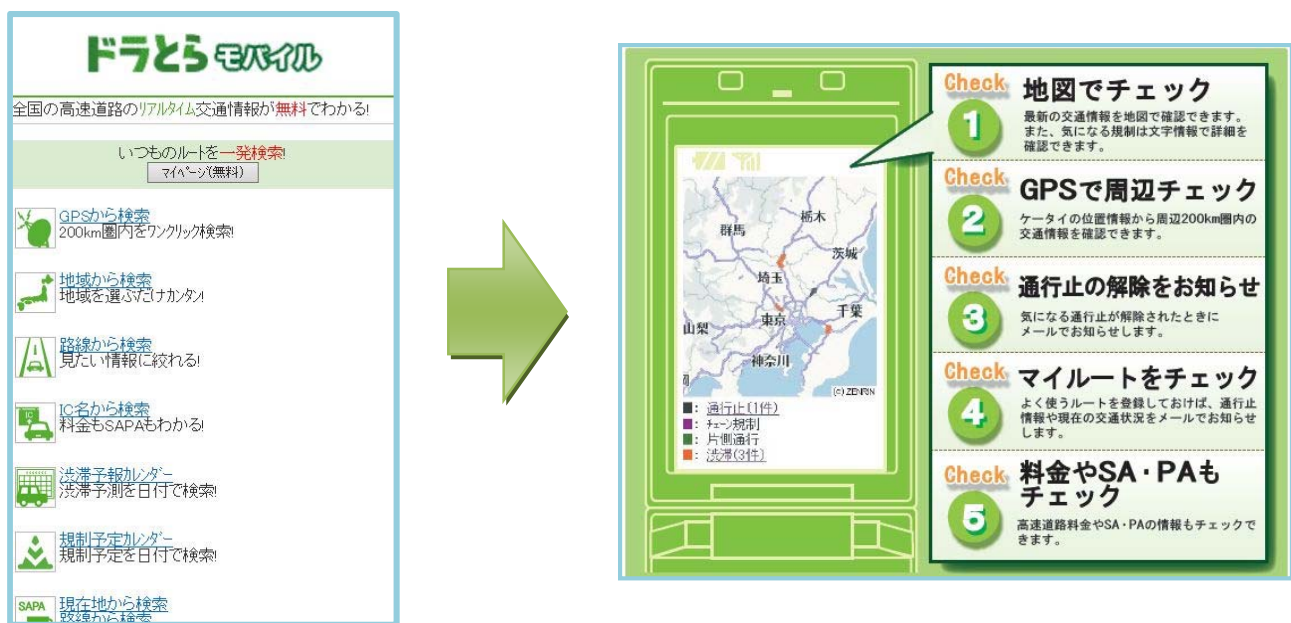 ドラとらモバイル
全国の高速道路のリアルタイム交通情報が無料でわかる!
いつものルートを一発検索!
マイページ(無料)
GPSから検索
200km圏内をワンクリック検索!
地域から検索
地域を選ぶだけカンタン!
路線から検索
見たい情報に絞れる!
IC
IC名から検索
料金もSAPAもわかる!
渋滞予報カレンダー
渋滞予測を日付で検索!
規制予定カレンダー
規制予定を日付で検索!
SAPA
現在地から検索
路線から検索
群馬
栃木
茨城
埼玉
東京
千葉
山梨
神奈川
(c) ZENRIN
■: 通行止(1件)
■: チェーン規制
■: 片側通行
■: 渋滞(3件)
Check 1
地図でチェック
最新の交通情報を地図で確認できます。
また、気になる規制は文字情報で詳細を
確認できます。
Check 2
GPSで周辺チェック
ケータイの位置情報から周辺200km圏内の
交通情報を確認できます。
Check 3
通行止の解除をお知らせ
気になる通行止が解除されたときに
メールでお知らせします。
Check 4
マイルートをチェック
よく使うルートを登録しておけば、通行止
情報や現在の交通状況をメールでお知らせ
します。
Check 5
料金やSA・PAも
チェック
高速道路料金やSA・PAの情報もチェックで
きます。